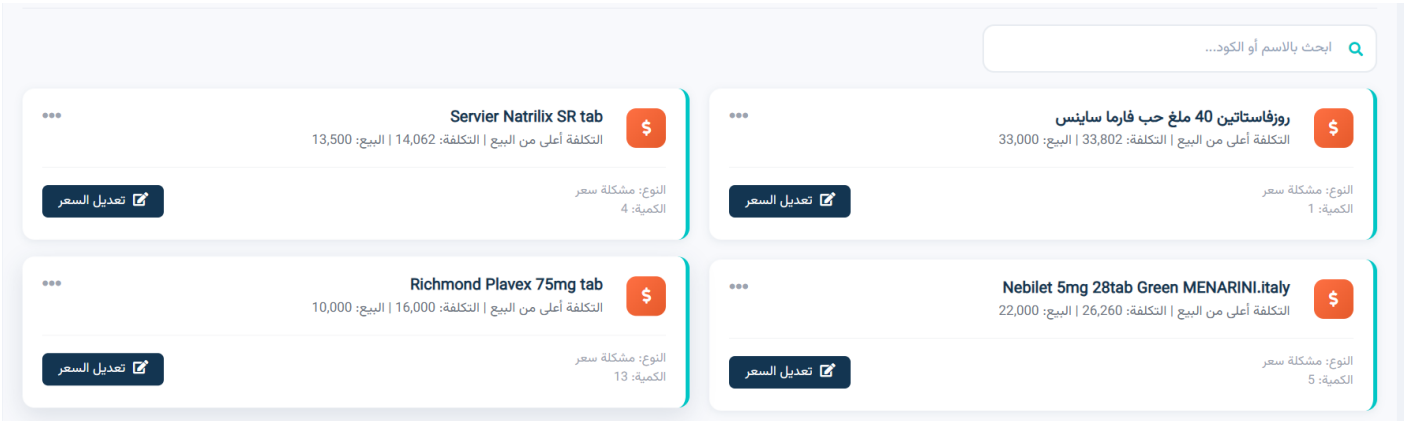 ابحث بالاسم أو الكود...
روزفاستاتين 40 ملغ حب فارما ساينس
التكلفة أعلى من البيع | التكلفة: 33,802 | البيع: 33,000
النوع: مشكلة سعر
الكمية: 1
تعديل السعر
Servier Natrilix SR tab
التكلفة أعلى من البيع | التكلفة: 14,062 | البيع: 13,500
النوع: مشكلة سعر
الكمية: 4
تعديل السعر
Nebilet 5mg 28tab Green MENARINI.italy
التكلفة أعلى من البيع | التكلفة: 26,260 | البيع: 22,000
النوع: مشكلة سعر
الكمية: 5
تعديل السعر
Richmond Plavex 75mg tab
التكلفة أعلى من البيع | التكلفة: 16,000 | البيع: 10,000
النوع: مشكلة سعر
الكمية: 13
تعديل السعر